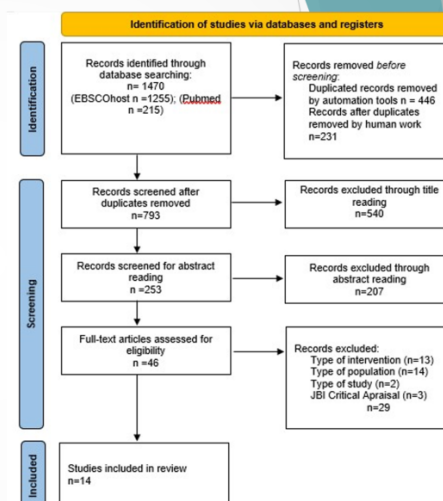 Identification of studies via databases and registers
Identification
Records identified through
database searching:
n= 1470
(EBSCOhost n =1255); (Pubmed
n =215)
Records removed before
screening:
Duplicated records removed
by automation tools n = 446
Records after duplicates
removed by human work
n=231
Screening
Records screened after
duplicates removed
n=793
Records excluded through title
reading
n=540
Records screened for abstract
reading
n =253
Records excluded through
abstract reading
n=207
Full-text articles assessed for
eligibility
n =46
Records excluded:
Type of intervention (n=13)
Type of population (n=14)
Type of study (n=2)
JBI Critical Appraisal (n=3)
n=29
Included
Studies included in review
n=14